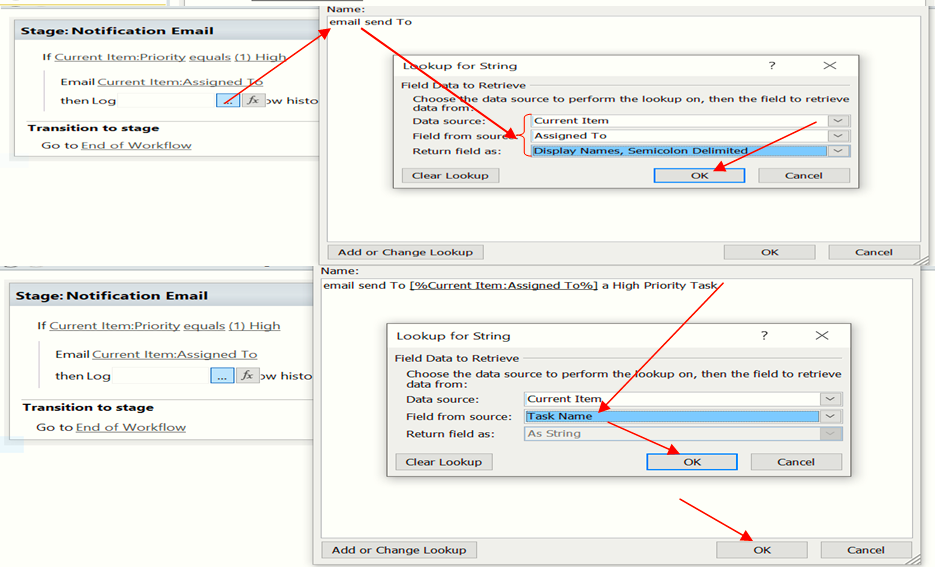 Name:
email send To
Stage: Notification Email
If Current Item:Priority equals (1) High
Email Current Item:Assigned To
then Log ... fx ow histo
Transition to stage
Go to End of Workflow
Lookup for String ?
Field Data to Retrieve
Choose the data source to perform the lookup on, then the field to retrieve
data from:
Data source: Current Item
Field from source: Assigned To
Return field as: Display Names, Semicolon Delimited
Clear Lookup OK Cancel
Add or Change Lookup OK Cancel
Name:
email send To [%Current Item:Assigned To%] a High Priority Task
Stage: Notification Email
If Current Item:Priority equals (1) High
Email Current Item:Assigned To
then Log ... fx ow histo
Transition to stage
Go to End of Workflow
Lookup for String ?
Field Data to Retrieve
Choose the data source to perform the lookup on, then the field to retrieve
data from:
Data source: Current Item
Field from source: Task Name
Return field as: As String
Clear Lookup OK Cancel
Add or Change Lookup OK Cancel